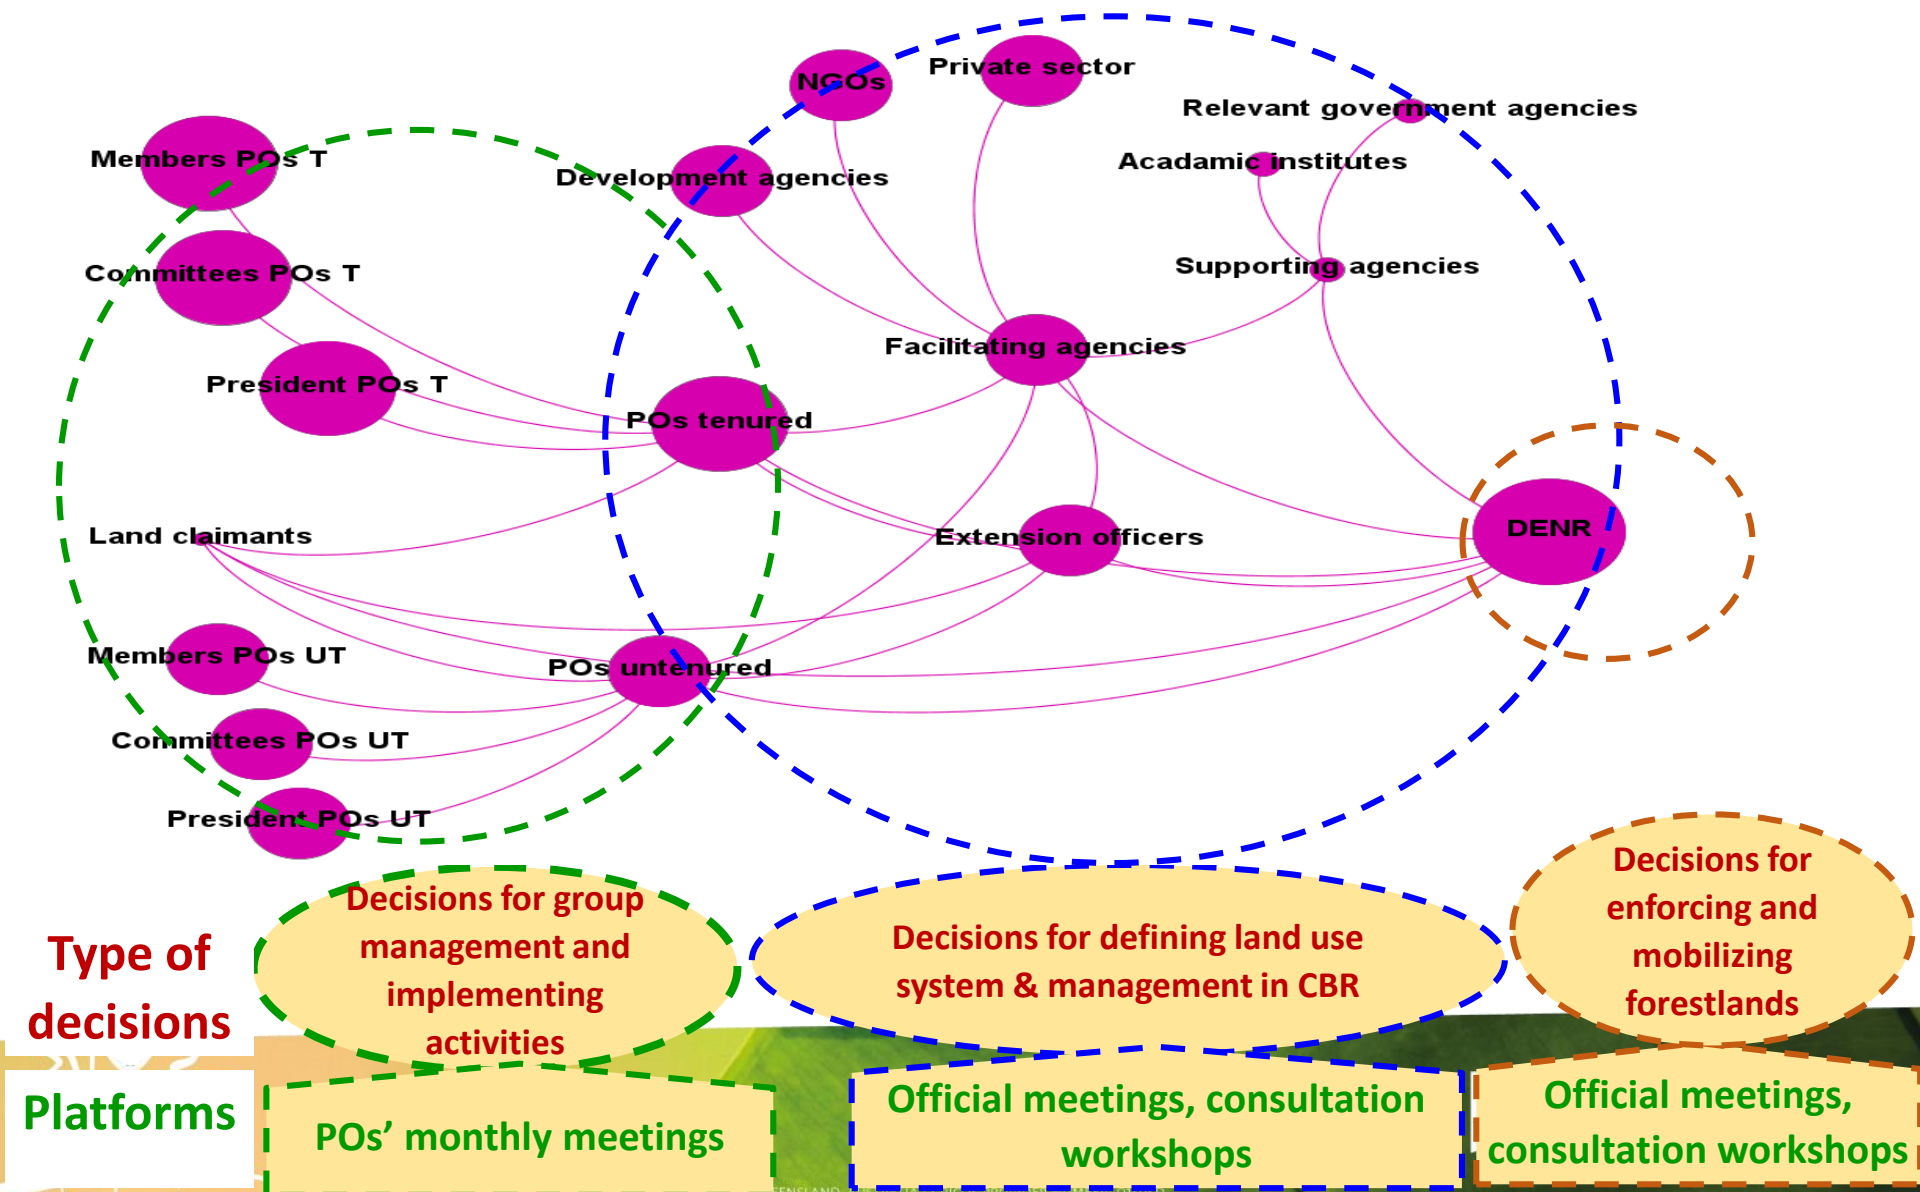 NGOs
Private sector
Relevant government agencies
Members POs T
Acadamic institutes
Development agencies
Committees POs T
Supporting agencies
Facilitating agencies
President POs T
POs tenured
Land claimants
Extension officers
DENR
Members POs UT
POs untenured
Committees POs UT
President POs UT
Type of
decisions
Decisions for group
management and
implementing
activities
Decisions for defining land use
system & management in CBR
Decisions for
enforcing and
mobilizing
forestlands
Platforms
POs’ monthly meetings
Official meetings, consultation
workshops
Official meetings,
consultation workshops